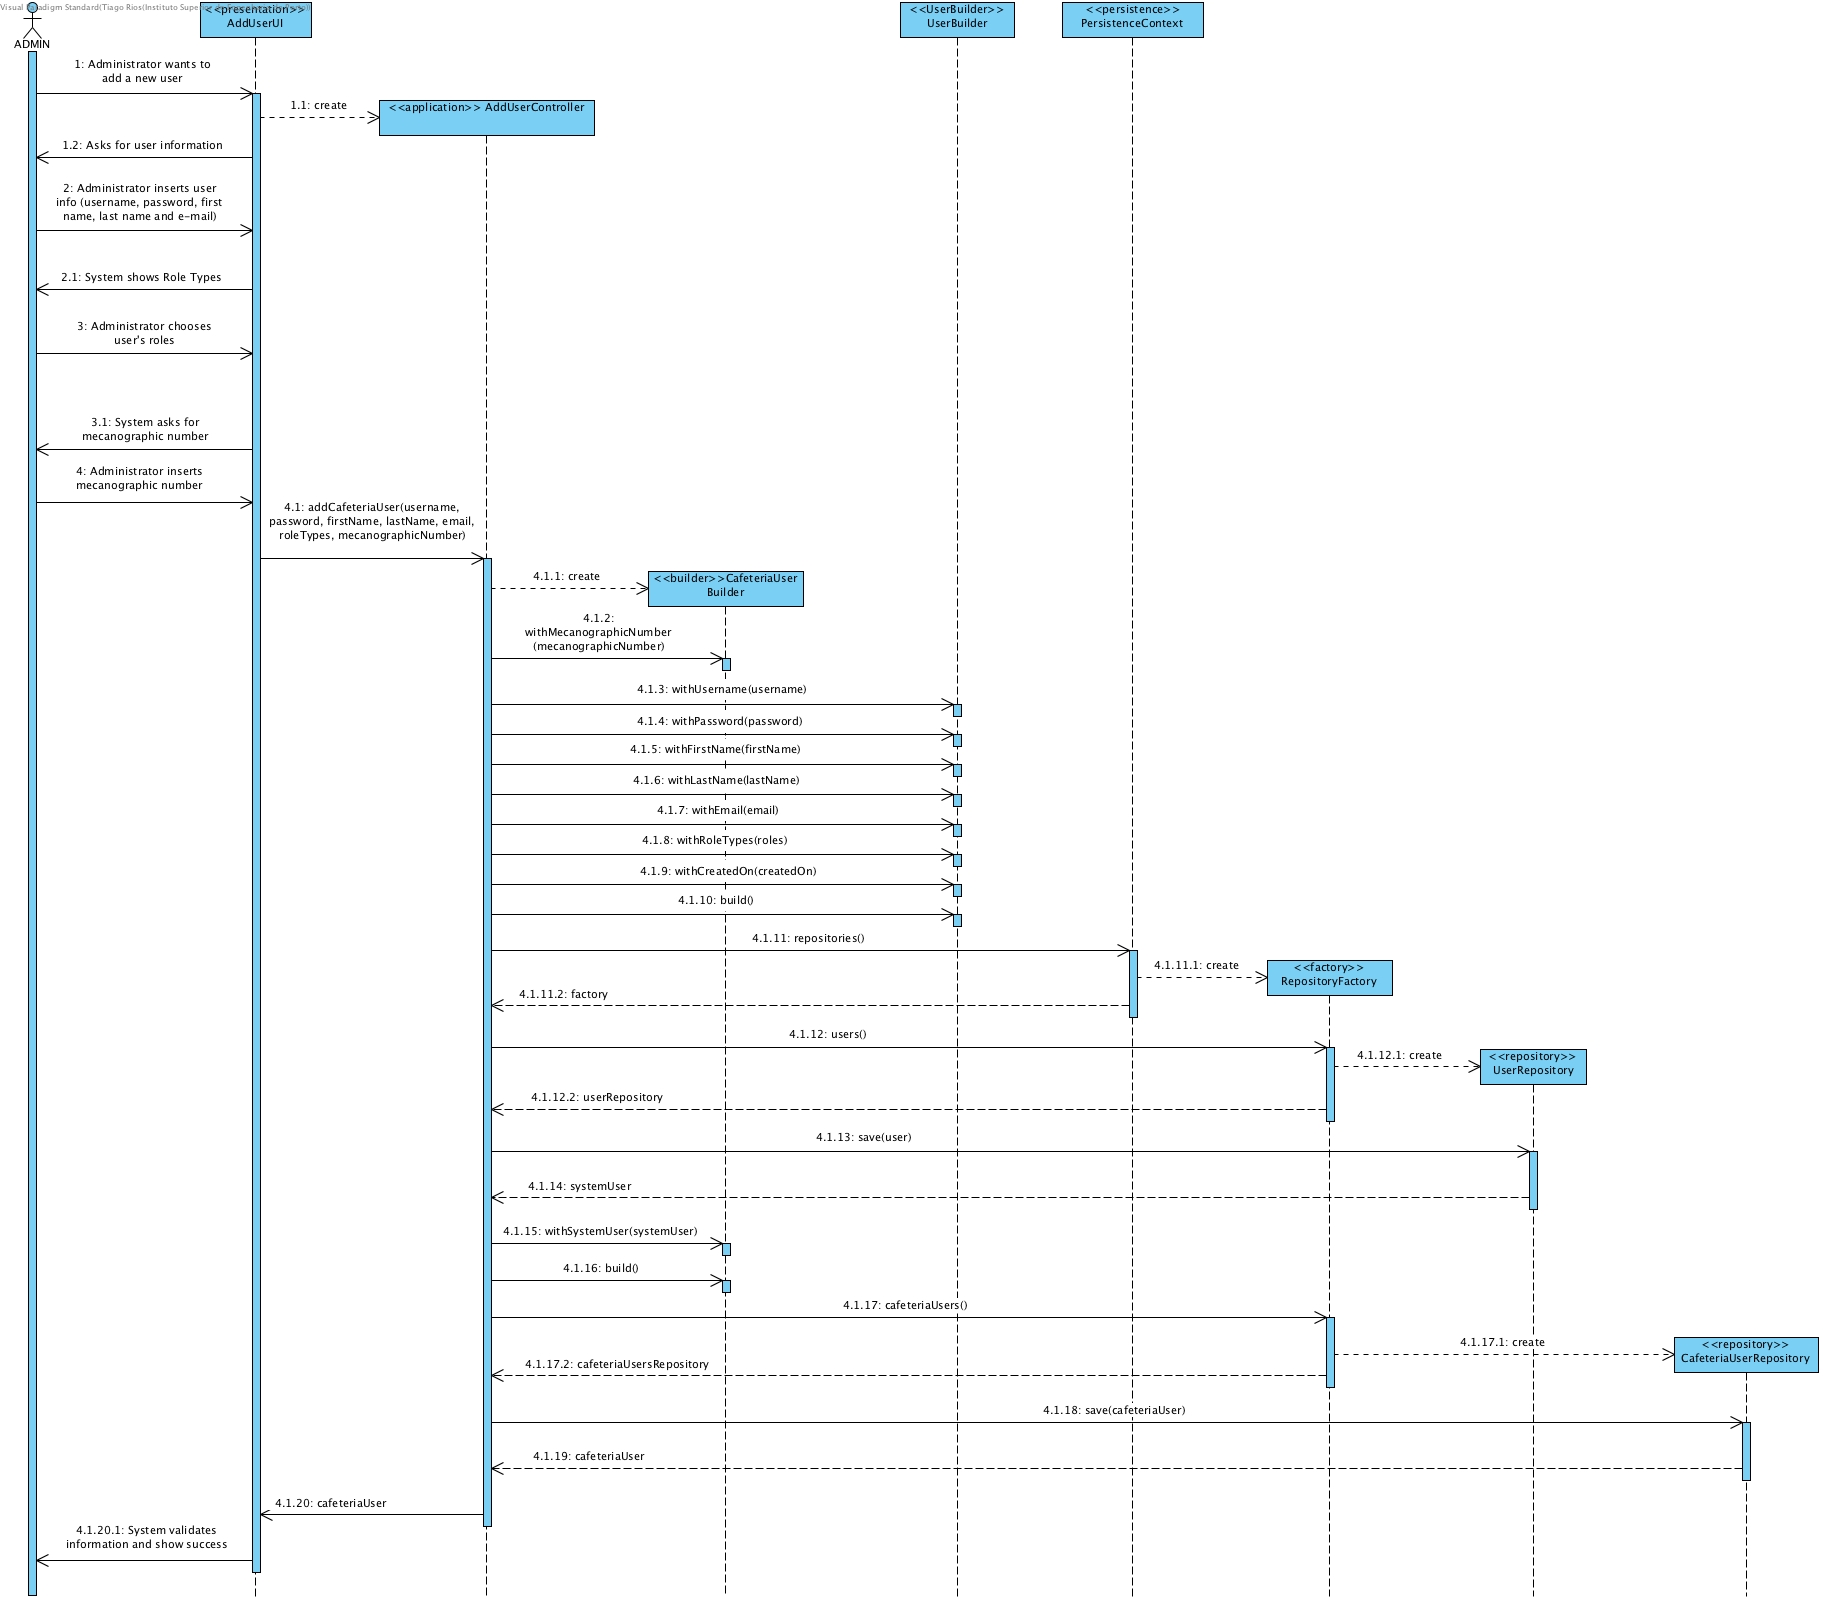 Visual Paradigm Standard(Tiago Rios(Instituto Supe
<<presentation>>
AddUserUI
<<UserBuilder>>
UserBuilder
<<persistence>>
PersistenceContext
ADMIN
1: Administrator wants to
add a new user
1.1: create
<<application>> AddUserController
1.2: Asks for user information
2: Administrator inserts user
info (username, password, first
name, last name and e-mail)
2.1: System shows Role Types
3: Administrator chooses
user's roles
3.1: System asks for
mecanographic number
4: Administrator inserts
mecanographic number
4.1: addCafeteriaUser(username,
password, firstName, lastName, email,
roleTypes, mecanographicNumber)
4.1.1: create
<<builder>>CafeteriaUser
Builder
4.1.2:
withMecanographicNumber
(mecanographicNumber)
4.1.3: withUsername(username)
4.1.4: withPassword(password)
4.1.5: withFirstName(firstName)
4.1.6: withLastName(lastName)
4.1.7: withEmail(email)
4.1.8: withRoleTypes(roles)
4.1.9: withCreatedOn(createdOn)
4.1.10: build()
4.1.11: repositories()
4.1.11.1: create
<<factory>>
RepositoryFactory
4.1.11.2: factory
4.1.12: users()
4.1.12.1: create
<<repository>>
UserRepository
4.1.12.2: userRepository
4.1.13: save(user)
4.1.14: systemUser
4.1.15: withSystemUser(systemUser)
4.1.16: build()
4.1.17: cafeteriaUsers()
4.1.17.1: create
<<repository>>
CafeteriaUserRepository
4.1.17.2: cafeteriaUsersRepository
4.1.18: save(cafeteriaUser)
4.1.19: cafeteriaUser
4.1.20: cafeteriaUser
4.1.20.1: System validates
information and show success